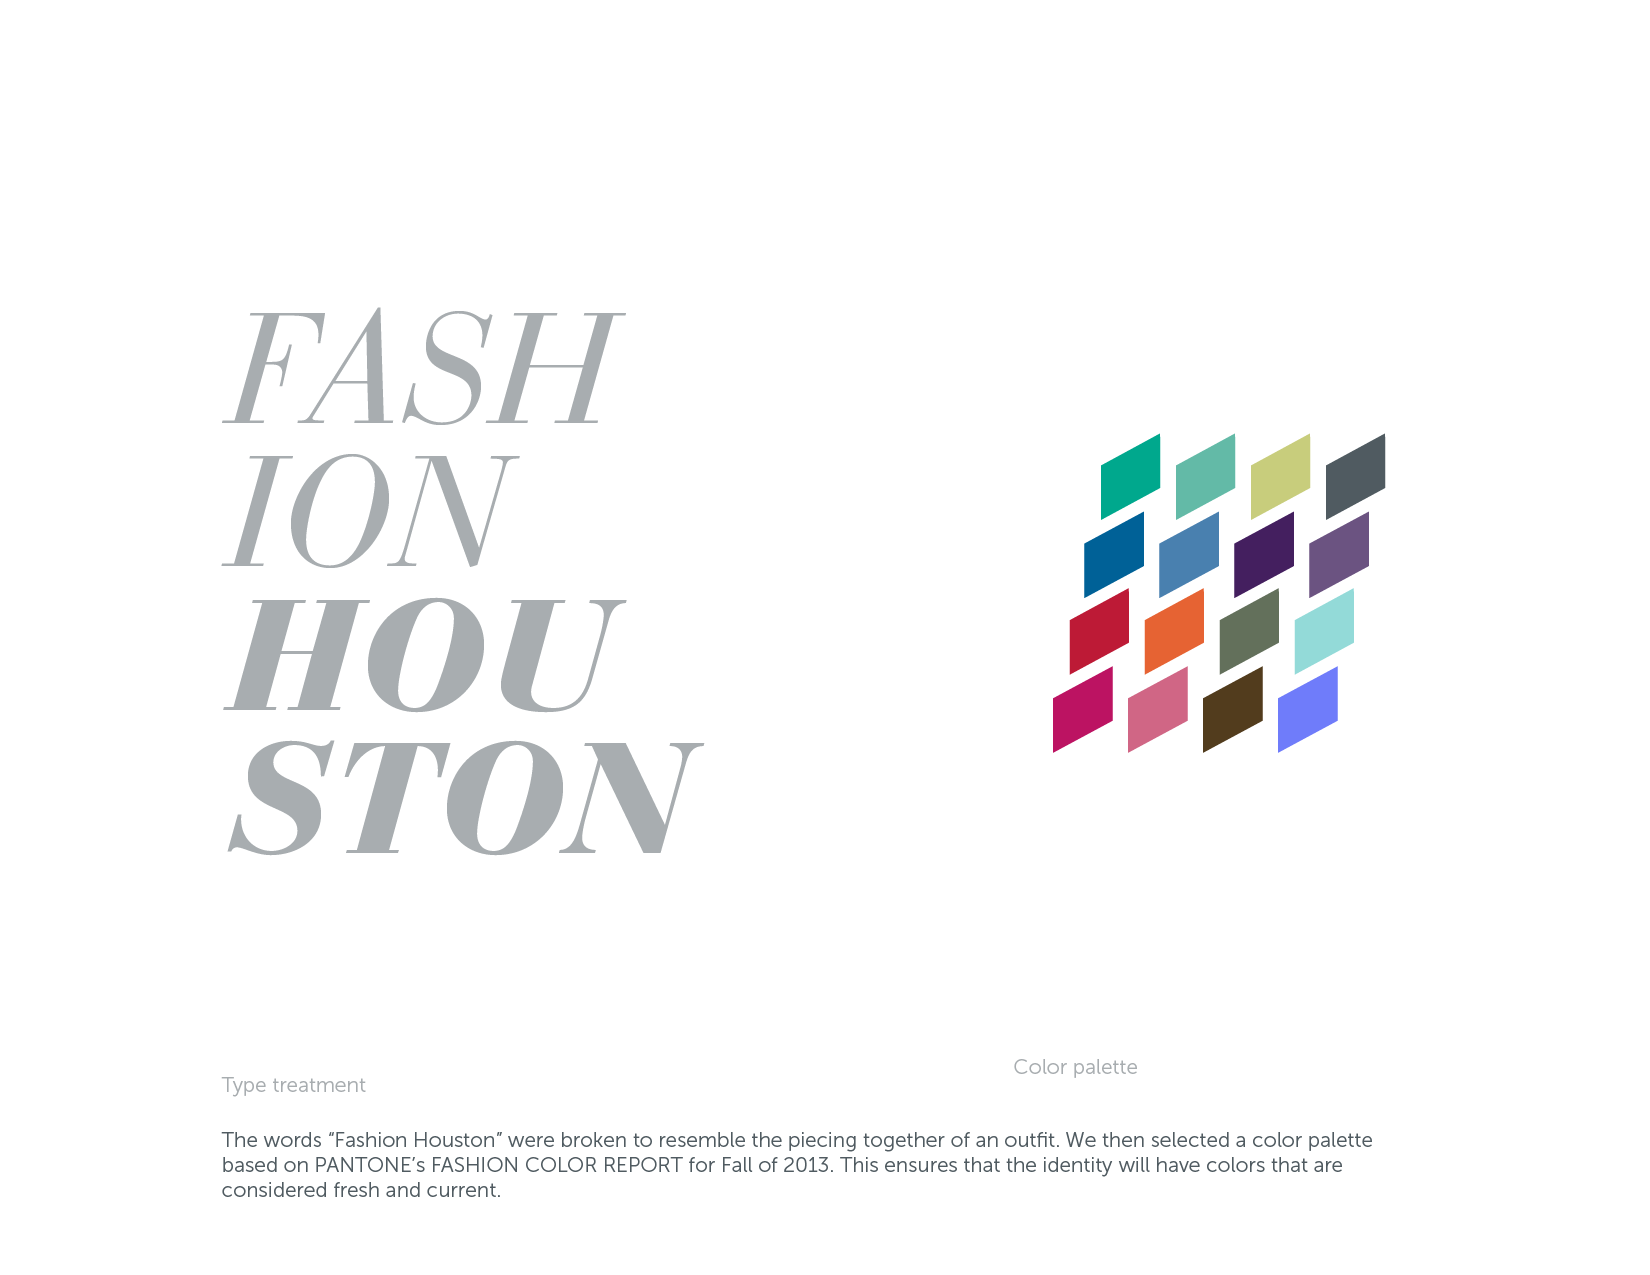 FASH
ION
HOU
STON
Type treatment
Color palette
The words “Fashion Houston” were broken to resemble the piecing together of an outfit. We then selected a color palette
based on PANTONE’s FASHION COLOR REPORT for Fall of 2013. This ensures that the identity will have colors that are
considered fresh and current.